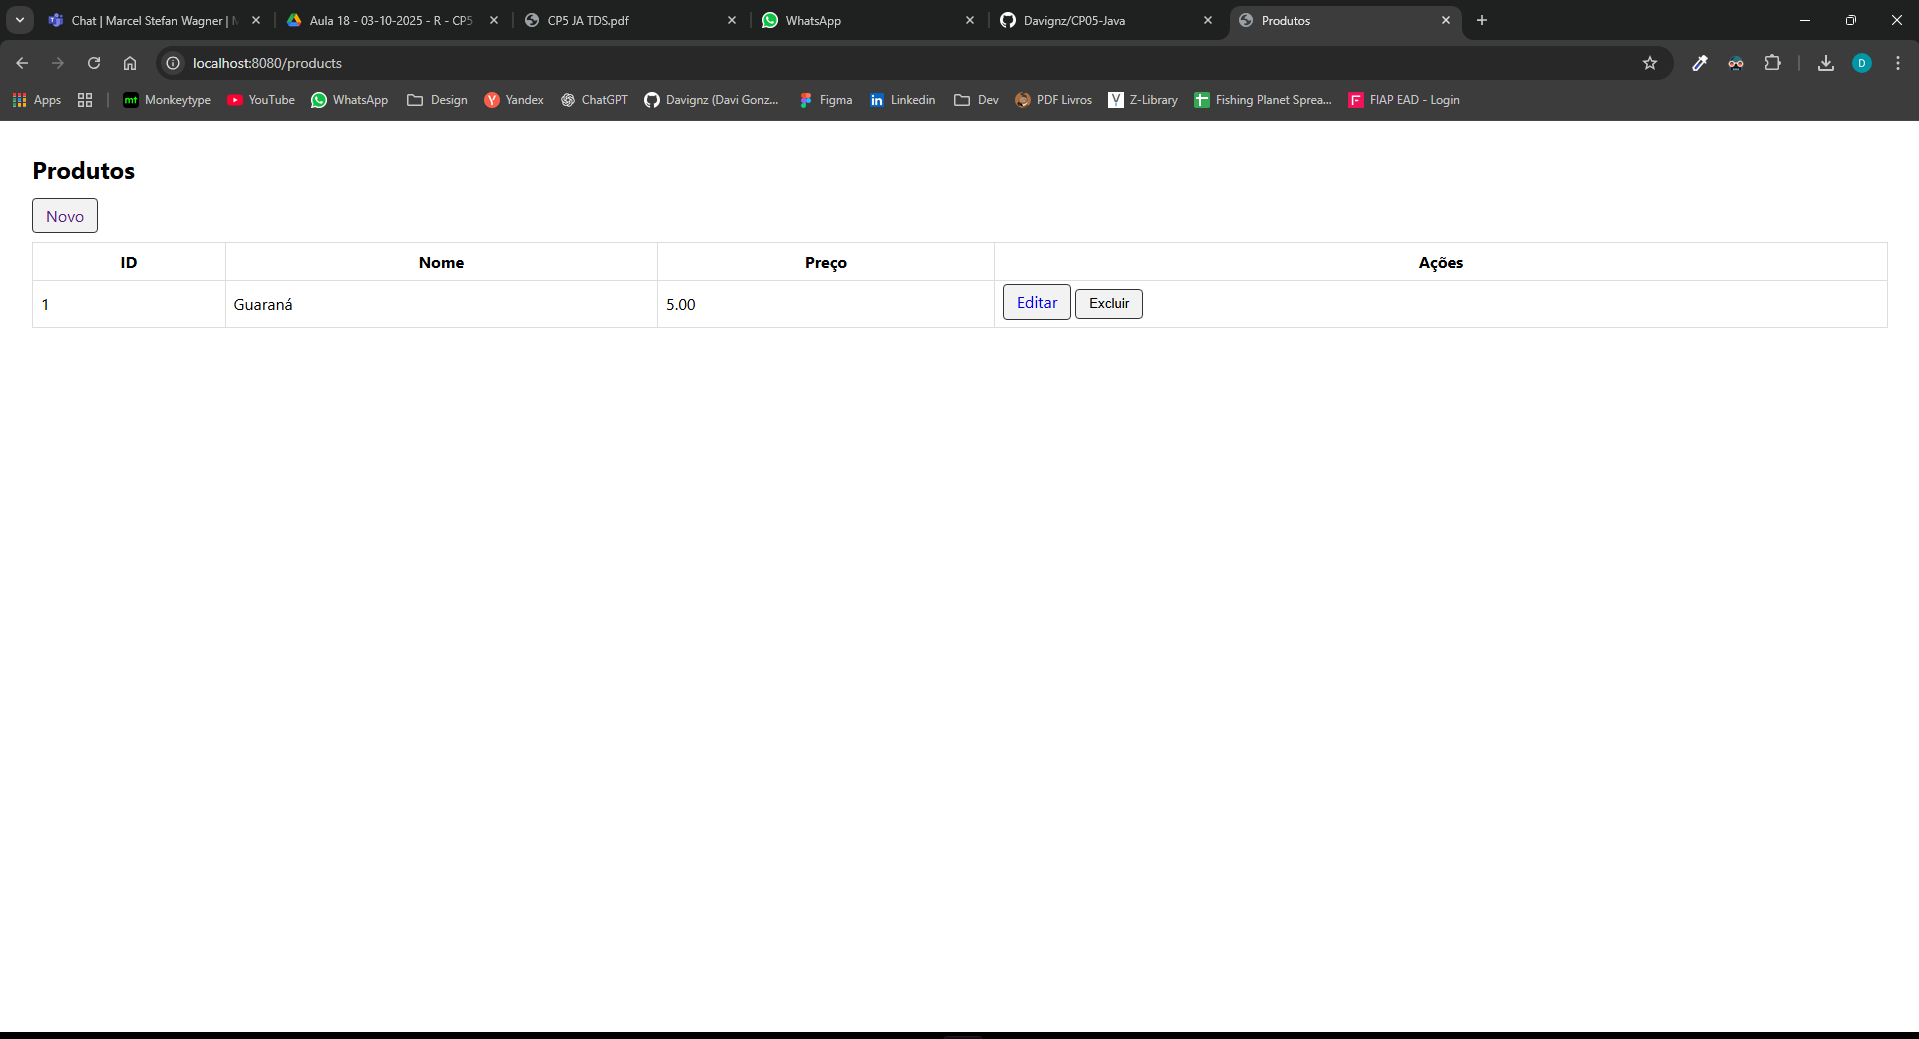 Chat | Marcel Stefan Wagner |
Aula 18 - 03-10-2025 - R - CP5
CP5 JA TDS.pdf
WhatsApp
Davignz/CP05-Java
Produtos
localhost:8080/products
D
Apps
mt Monkeytype
YouTube
WhatsApp
Design
Y Yandex
ChatGPT
Davignz (Davi Gonz...
Figma
in Linkedin
Dev
PDF Livros
Z-Library
Fishing Planet Sprea...
F FIAP EAD - Login
Produtos
Novo
ID Nome Preço Ações
1 Guaraná 5.00 Editar Excluir